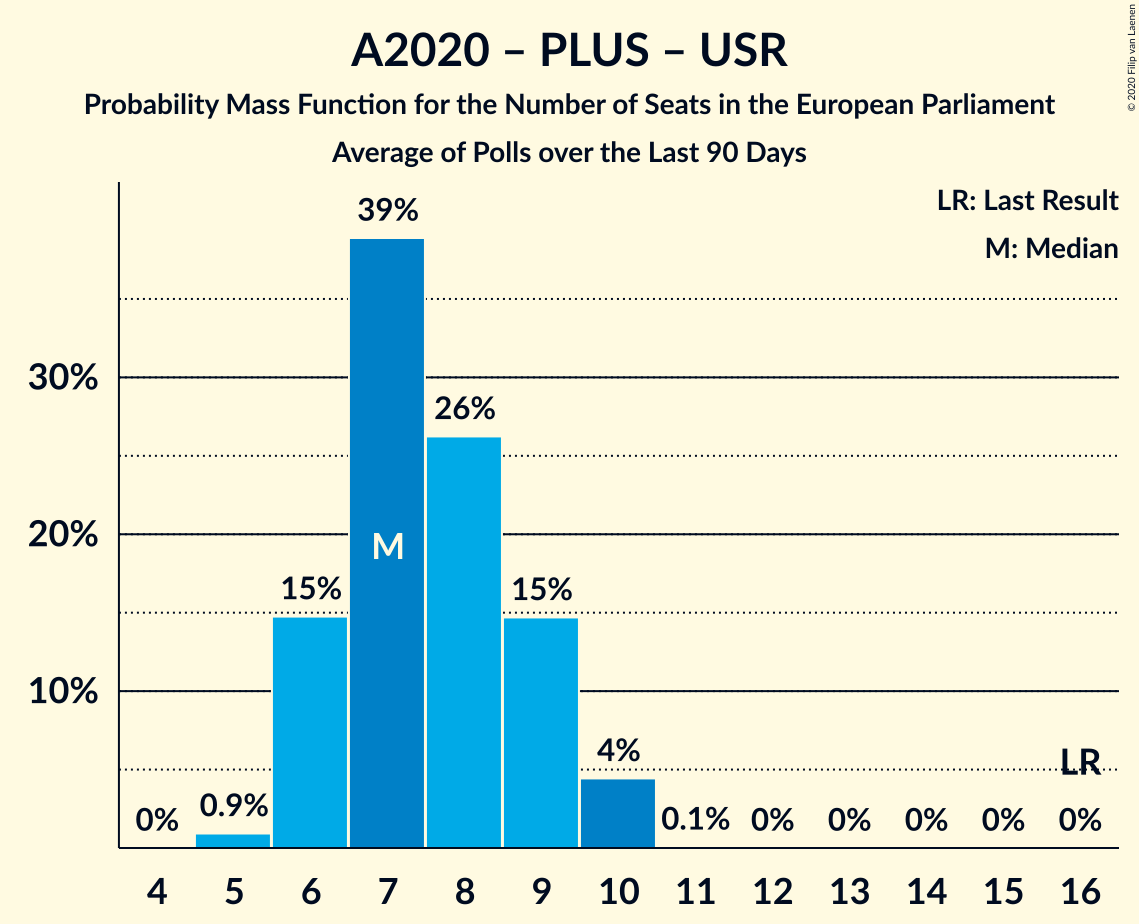 A2020 – PLUS – USR
Probability Mass Function for the Number of Seats in the European Parliament
Average of Polls over the Last 90 Days
© 2020 Filip van Laenen
LR: Last Result
M: Median
39%
30%
26%
20%
M
15%
15%
10%
4%
LR
0%
0.9%
0.1%
0%
0%
0%
0%
0%
4 5 6 7 8 9 10 11 12 13 14 15 16